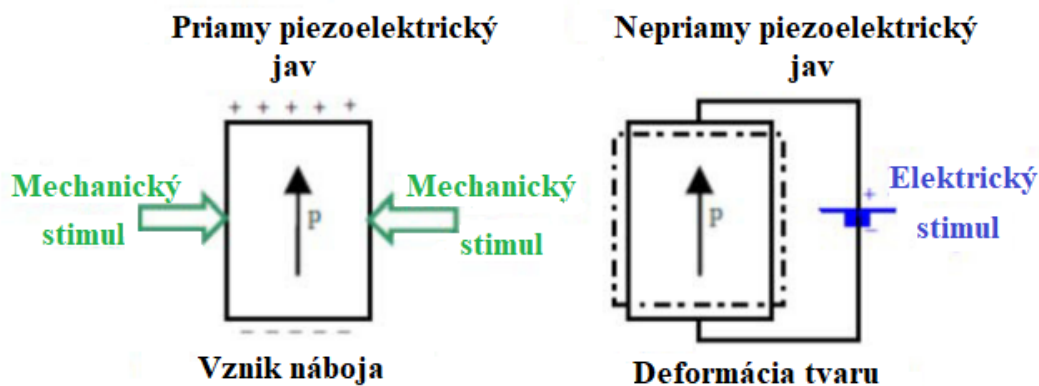 Priamy piezoelektrický
jav
+ + + + +
Mechanický
stimul
p
Mechanický
stimul
– – – – –
Vznik náboja
Nepriamy piezoelektrický
jav
p
+
–
Elektrický
stimul
Deformácia tvaru